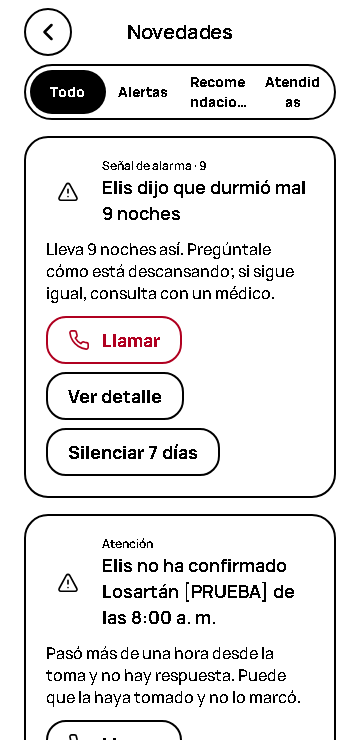 Novedades
Todo
Alertas
Recome
ndacio...
Atendid
as
Señal de alarma · 9
Elis dijo que durmió mal
9 noches
Lleva 9 noches así. Pregúntale
cómo está descansando; si sigue
igual, consulta con un médico.
Llamar
Ver detalle
Silenciar 7 días
Atención
Elis no ha confirmado
Losartán [PRUEBA] de
las 8:00 a. m.
Pasó más de una hora desde la
toma y no hay respuesta. Puede
que la haya tomado y no lo marcó.